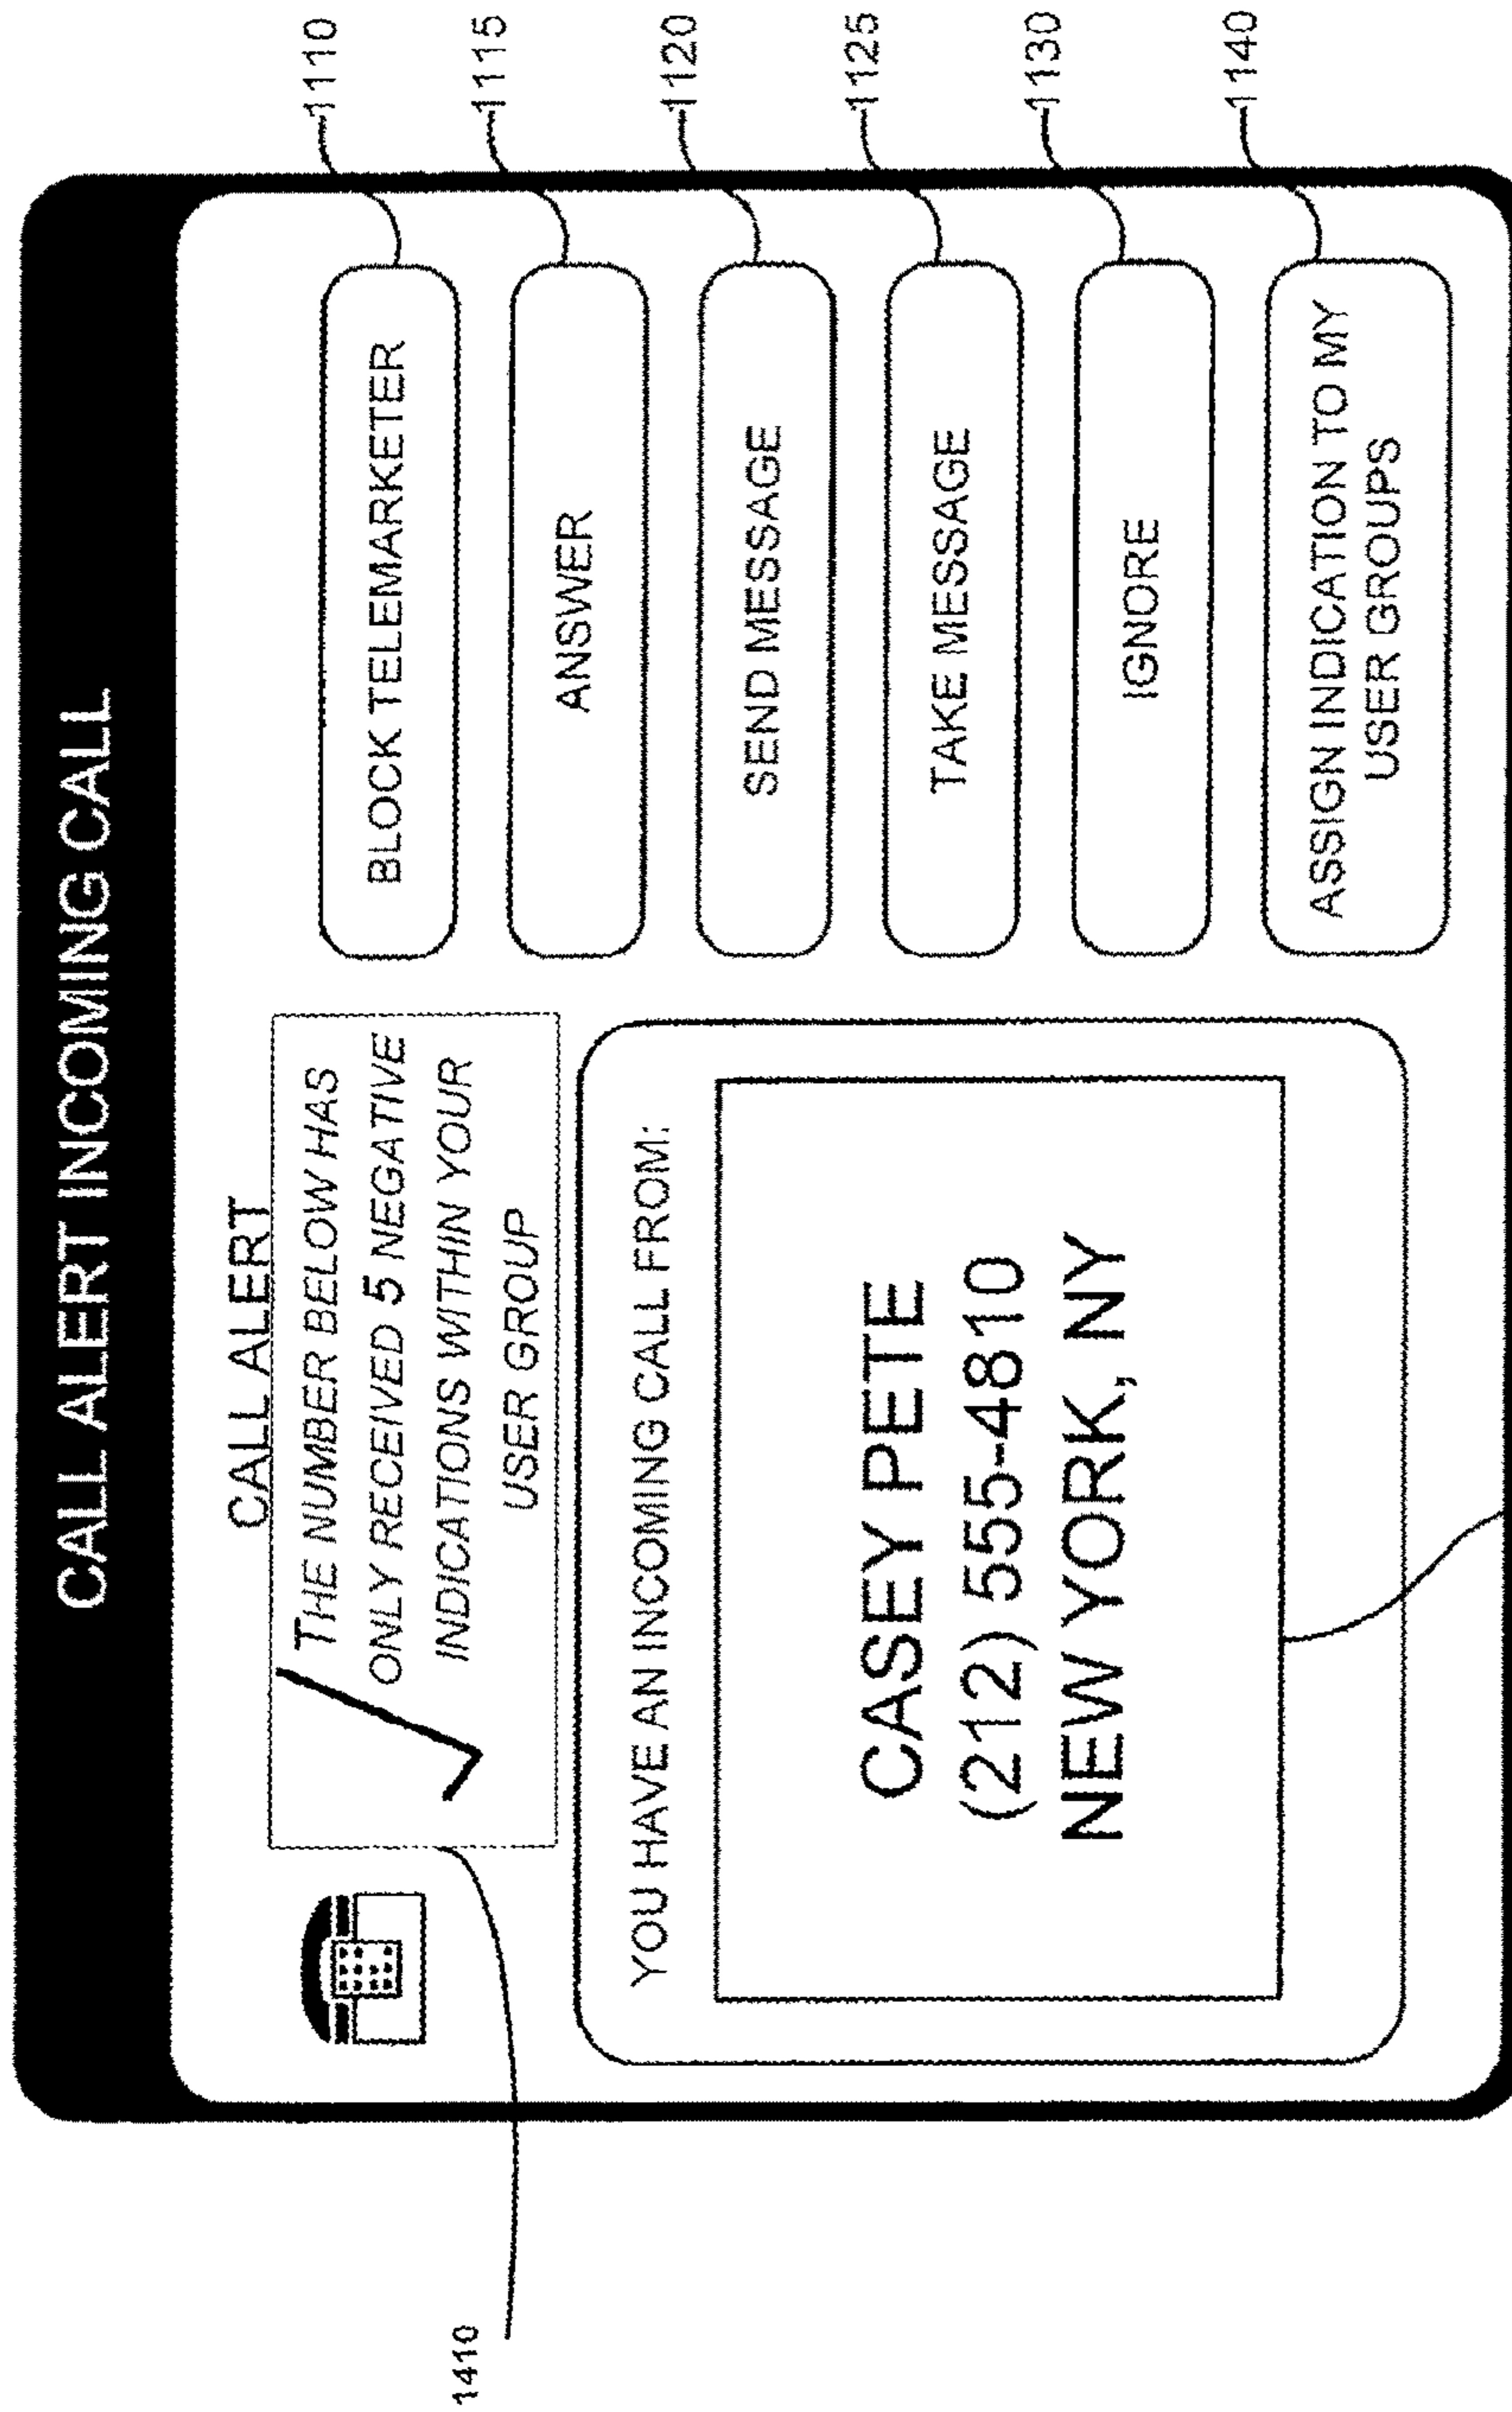 CALL ALERT INCOMING CALL
CALL ALERT
THE NUMBER BELOW HAS
ONLY RECEIVED 5 NEGATIVE
INDICATIONS WITHIN YOUR
USER GROUP
1410
YOU HAVE AN INCOMING CALL FROM:
CASEY PETE
(212) 555-4810
NEW YORK, NY
BLOCK TELEMARKETER
1110
ANSWER
1115
SEND MESSAGE
1120
TAKE MESSAGE
1125
IGNORE
1130
ASSIGN INDICATION TO MY
USER GROUPS
1140